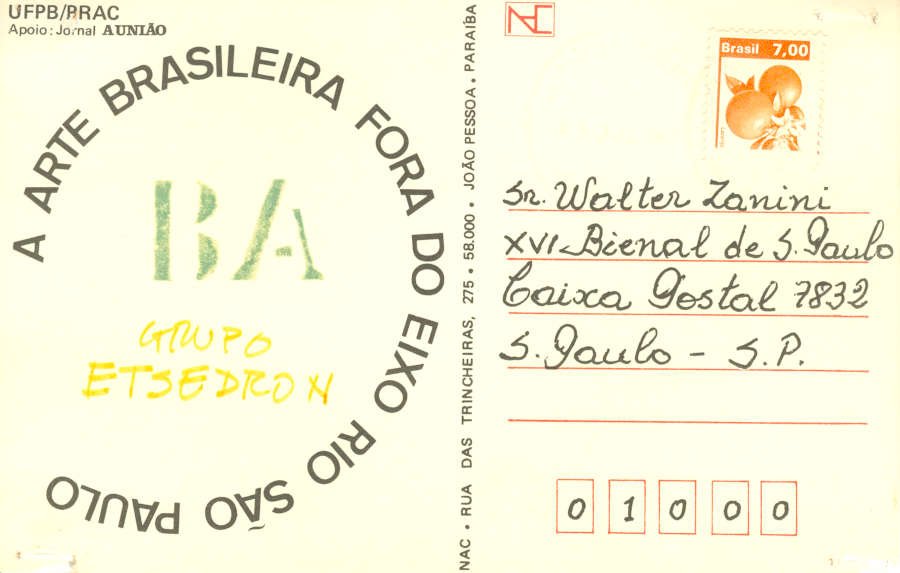 UFPB/PRAC
Apoio: Jornal A UNIÃO
A ARTE BRASILEIRA FORA DO EIXO RIO SÃO PAULO
BA
GRUPO
ETSEDRON
NAC • RUA DAS TRINCHEIRAS, 275 • 58.000 • JOÃO PESSOA • PARAÍBA
NAC
Brasil 7,00
Sr. Walter Zanini
XVI - Bienal de S. Paulo
Caixa Postal 7832
S. Paulo - S.P.
0 1 0 0 0